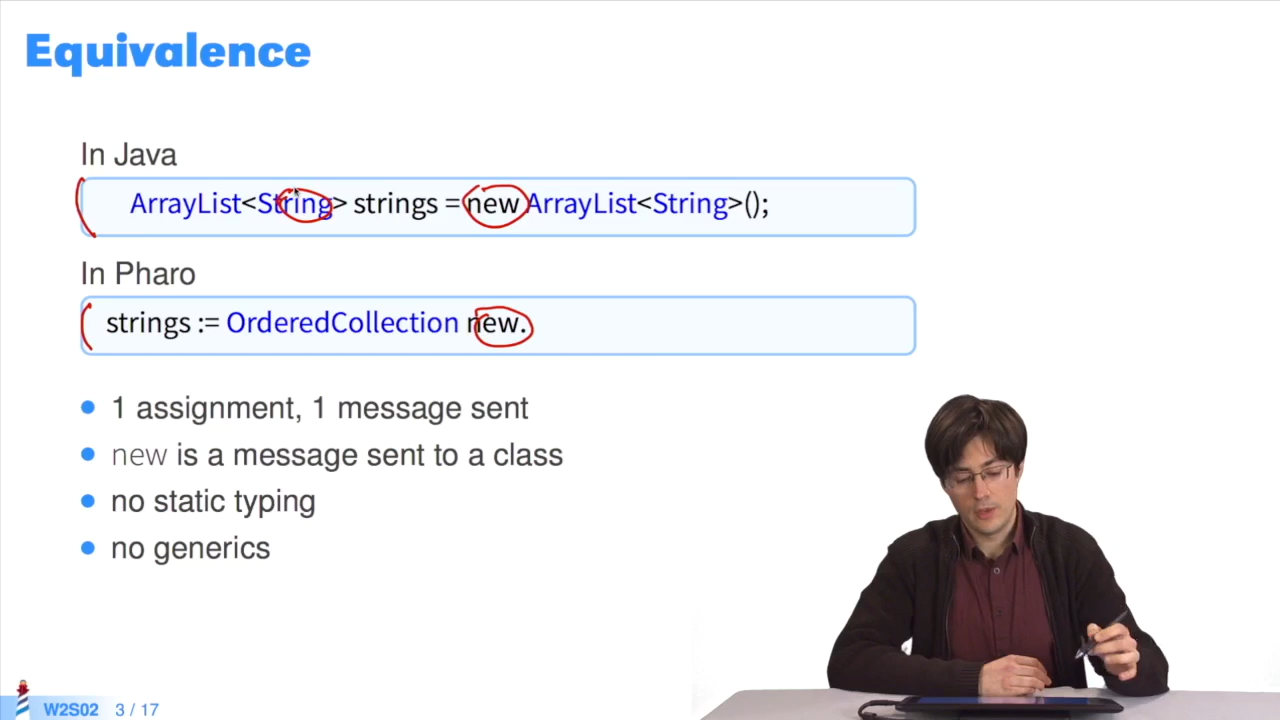 Equivalence
In Java
ArrayList<String> strings = new ArrayList<String>();
In Pharo
strings := OrderedCollection new.
1 assignment, 1 message sent
new is a message sent to a class
no static typing
no generics
W2S02 3 / 17